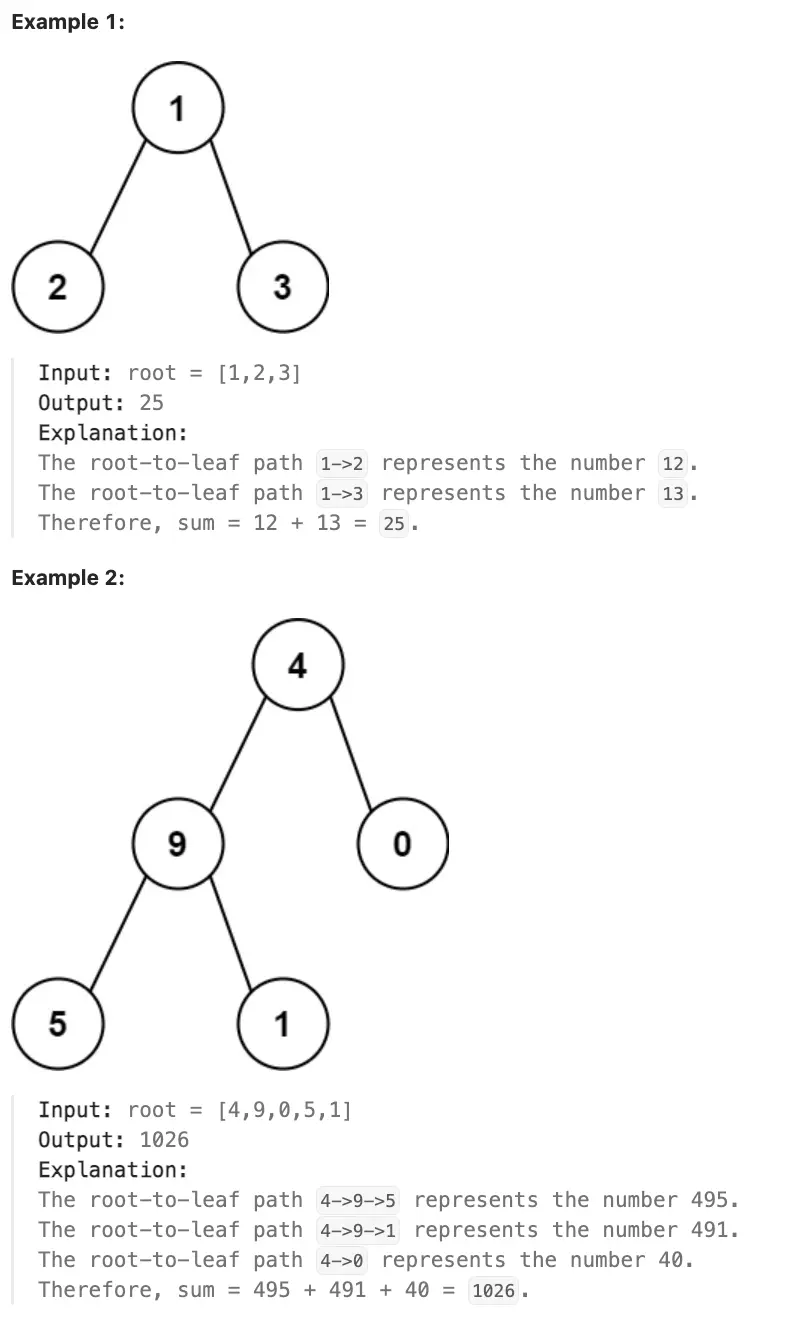 Example 1:
1
2 3
Input: root = [1,2,3]
Output: 25
Explanation:
The root-to-leaf path 1->2 represents the number 12.
The root-to-leaf path 1->3 represents the number 13.
Therefore, sum = 12 + 13 = 25.
Example 2:
4
9 0
5 1
Input: root = [4,9,0,5,1]
Output: 1026
Explanation:
The root-to-leaf path 4->9->5 represents the number 495.
The root-to-leaf path 4->9->1 represents the number 491.
The root-to-leaf path 4->0 represents the number 40.
Therefore, sum = 495 + 491 + 40 = 1026.